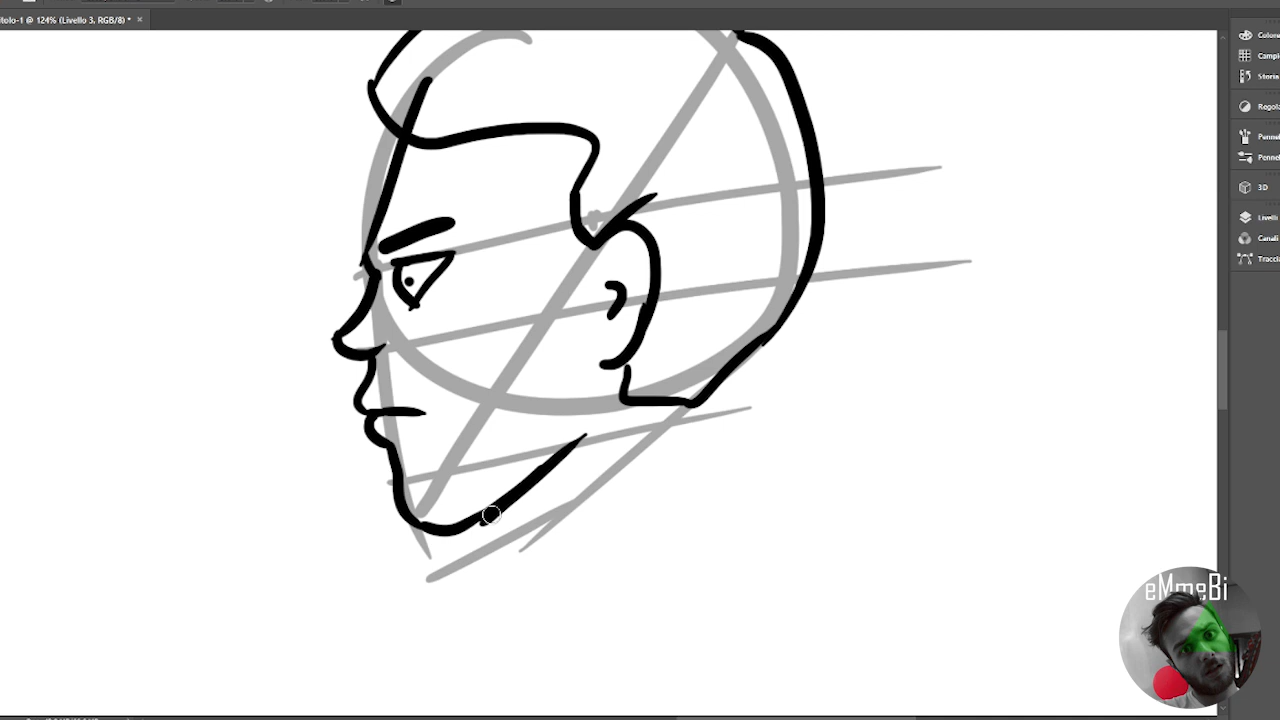 itolo-1 @ 124% (Livello 3, RGB/8) * ×
Colore
Campi
Storia
Regola
Pennel
Pennel
3D
Livelli
Canali
Traccia
eMmeBi